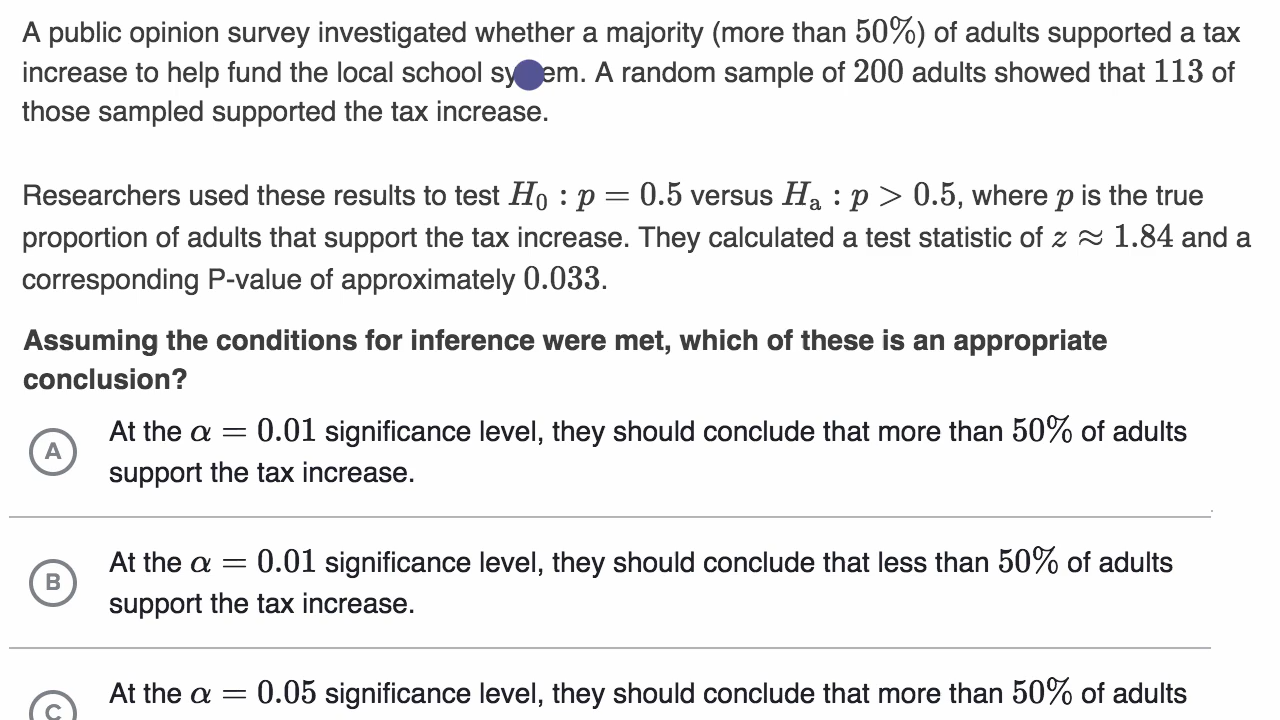 A public opinion survey investigated whether a majority (more than 50%) of adults supported a tax
increase to help fund the local school sy em. A random sample of 200 adults showed that 113 of
those sampled supported the tax increase.
Researchers used these results to test H₀ : p = 0.5 versus Hₐ : p > 0.5, where p is the true
proportion of adults that support the tax increase. They calculated a test statistic of z ≈ 1.84 and a
corresponding P-value of approximately 0.033.
Assuming the conditions for inference were met, which of these is an appropriate
conclusion?
A At the α = 0.01 significance level, they should conclude that more than 50% of adults
support the tax increase.
B At the α = 0.01 significance level, they should conclude that less than 50% of adults
support the tax increase.
C At the α = 0.05 significance level, they should conclude that more than 50% of adults